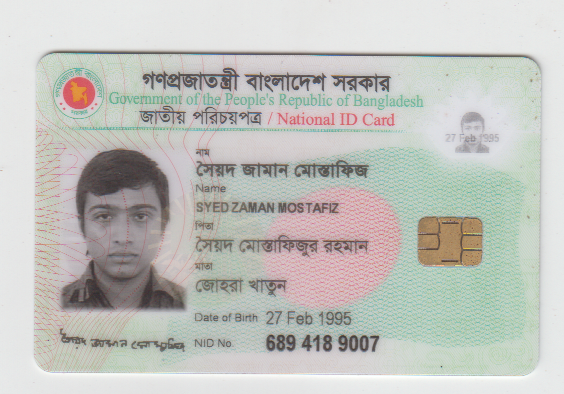 গণপ্রজাতন্ত্রী বাংলাদেশ সরকার
Government of the People's Republic of Bangladesh
জাতীয় পরিচয়পত্র / National ID Card
27 Feb 1995
নাম
সৈয়দ জামান মোস্তাফিজ
Name
SYED ZAMAN MOSTAFIZ
পিতা
সৈয়দ মোস্তাফিজুর রহমান
মাতা
জোহরা খাতুন
Date of Birth 27 Feb 1995
NID No. 689 418 9007
সৈয়দ জামান মোস্তাফিজ